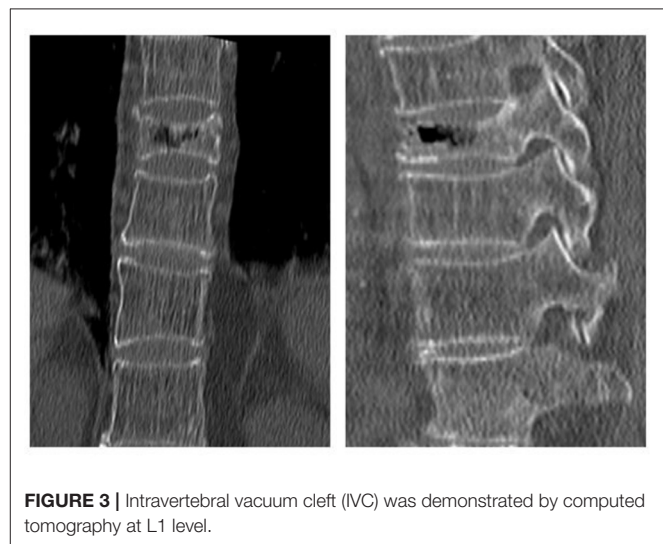 FIGURE 3 | Intravertebral vacuum cleft (IVC) was demonstrated by computed
tomography at L1 level.